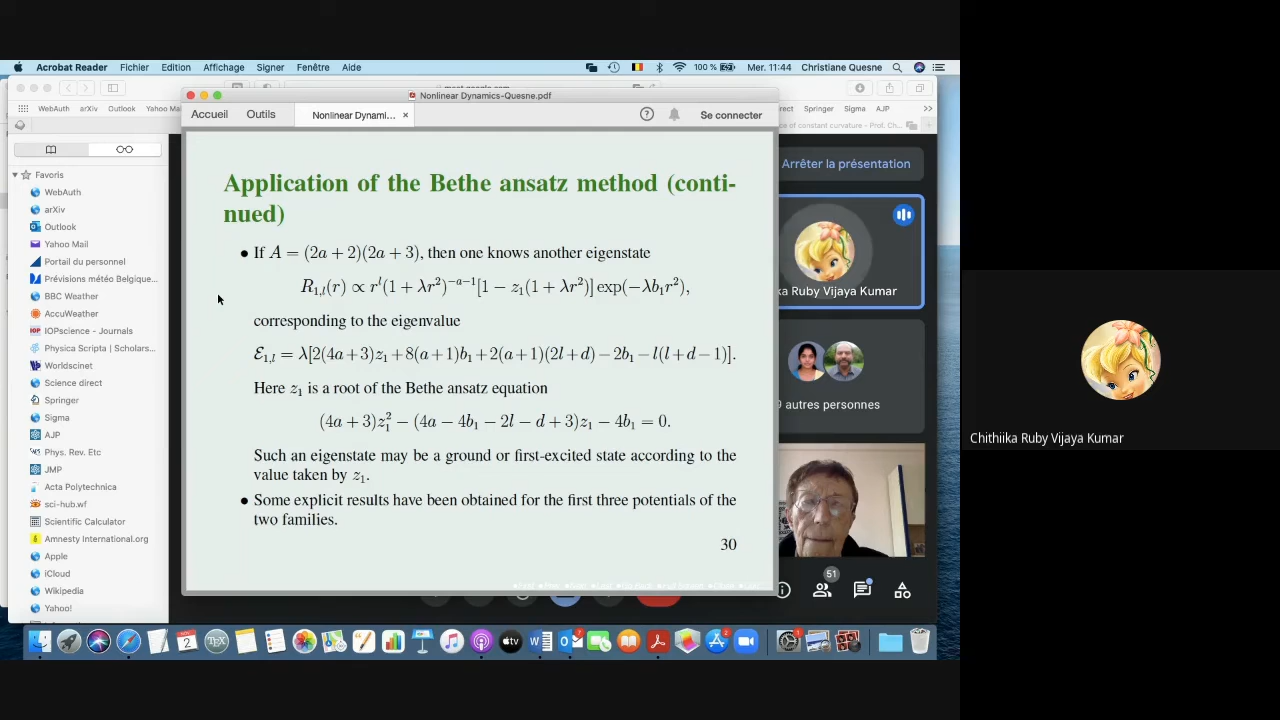 Acrobat Reader Fichier Edition Affichage Signer Fenêtre Aide 100 % Mer. 11:44 Christiane Quesne
Nonlinear Dynamics-Quesne.pdf
WebAuth arXiv Outlook Yahoo Ma
Springer Sigma AJP
Accueil Outils Nonlinear Dynami... × Se connecter
e of constant curvature - Prof. Ch...
Favoris
WebAuth
arXiv
Outlook
Yahoo Mail
Portail du personnel
Prévisions météo Belgique...
BBC Weather
AccuWeather
IOPscience - Journals
Physica Scripta | Scholars...
Worldscinet
Science direct
Springer
Sigma
AJP
Phys. Rev. Etc
JMP
Acta Polytechnica
sci-hub.wf
Scientific Calculator
Amnesty International.org
Apple
iCloud
Wikipedia
Yahoo!
Application of the Bethe ansatz method (conti-
nued)
• If A = (2a + 2)(2a + 3), then one knows another eigenstate
R₁,ₗ(r) ∝ rˡ(1 + λr²)⁻ᵃ⁻¹[1 − z₁(1 + λr²)] exp(−λb₁r²),
corresponding to the eigenvalue
ℰ₁,ₗ = λ[2(4a+3)z₁+8(a+1)b₁+2(a+1)(2l+d)−2b₁−l(l+d−1)].
Here z₁ is a root of the Bethe ansatz equation
(4a + 3)z₁² − (4a − 4b₁ − 2l − d + 3)z₁ − 4b₁ = 0.
Such an eigenstate may be a ground or first-excited state according to the
value taken by z₁.
• Some explicit results have been obtained for the first three potentials of the
two families.
30
Arrêter la présentation
ka Ruby Vijaya Kumar
autres personnes
51
Chithiika Ruby Vijaya Kumar